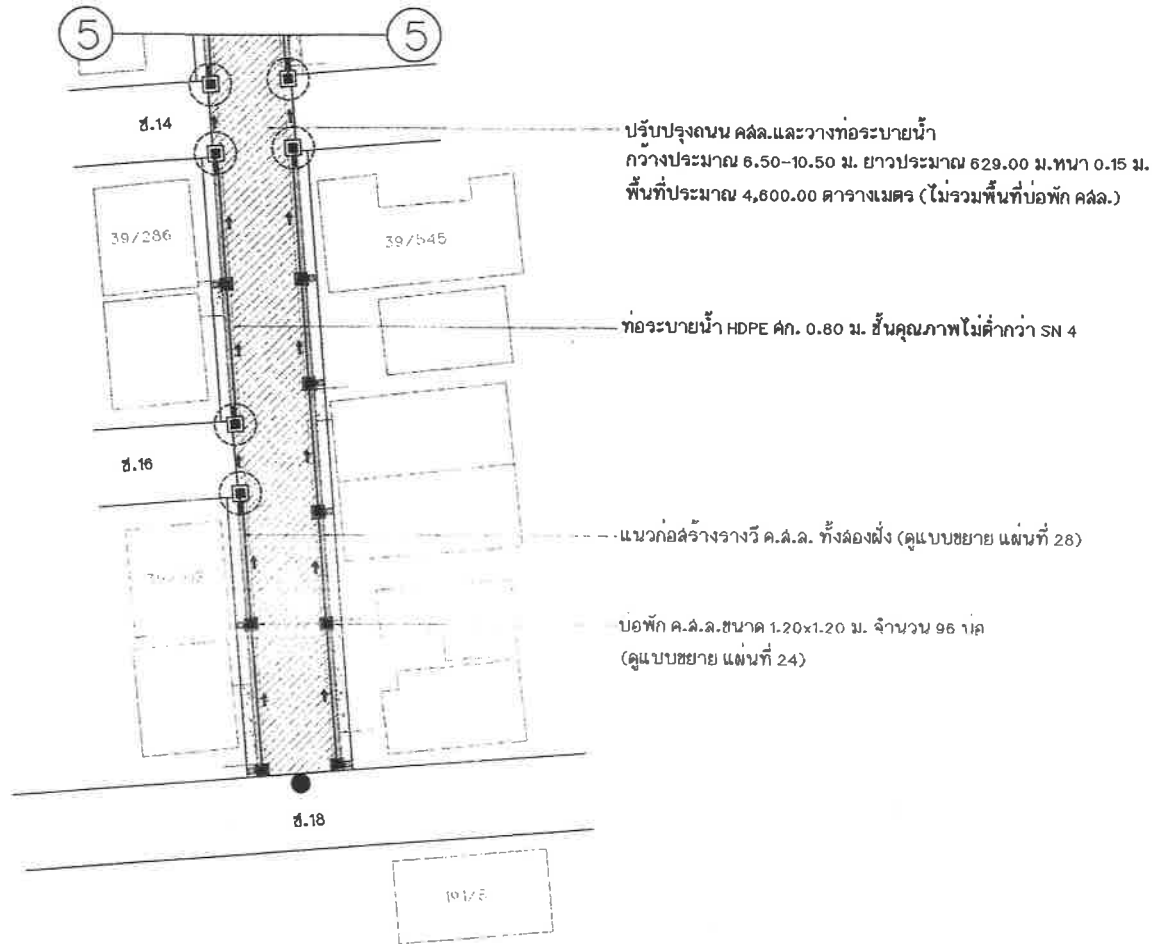 5 5
ซ.14
ปรับปรุงถนน คสล.และวางท่อระบายน้ำ
กว้างประมาณ 6.50-10.50 ม. ยาวประมาณ 629.00 ม.หนา 0.15 ม.
พื้นที่ประมาณ 4,600.00 ตารางเมตร (ไม่รวมพื้นที่บ่อพัก คสล.)
39/286
39/545
ท่อระบายน้ำ HDPE ศก. 0.80 ม. ชั้นคุณภาพไม่ต่ำกว่า SN 4
ซ.16
แนวก่อสร้างรางวี ค.ส.ล. ทั้งสองฝั่ง (ดูแบบขยาย แผ่นที่ 28)
บ่อพัก ค.ส.ล.ขนาด 1.20x1.20 ม. จำนวน 96 บ่อ
(ดูแบบขยาย แผ่นที่ 24)
ซ.18